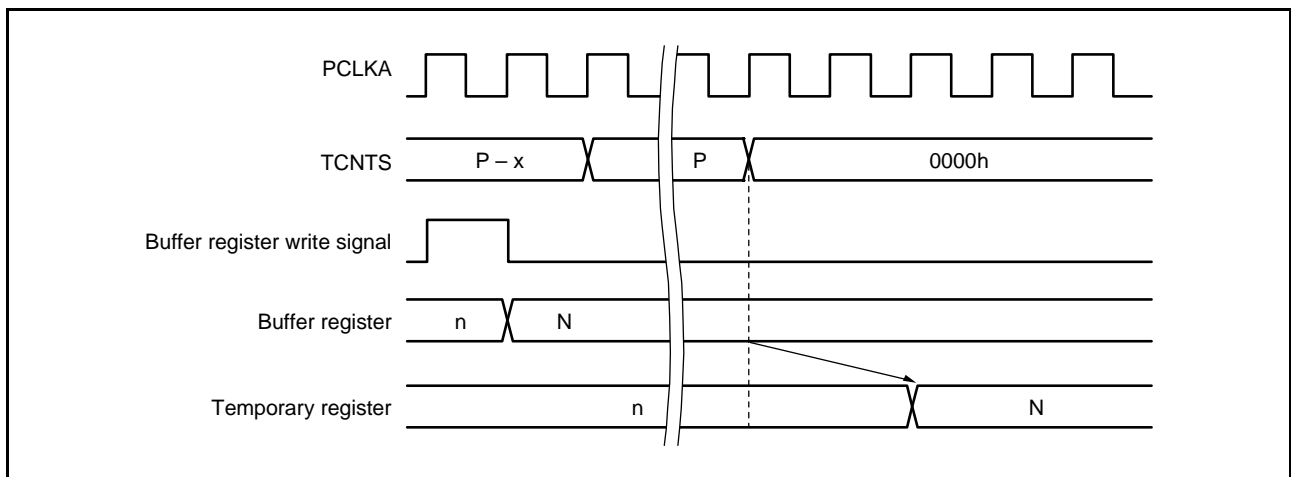 PCLKA
TCNTS P – x P 0000h
Buffer register write signal
Buffer register n N
Temporary register n N